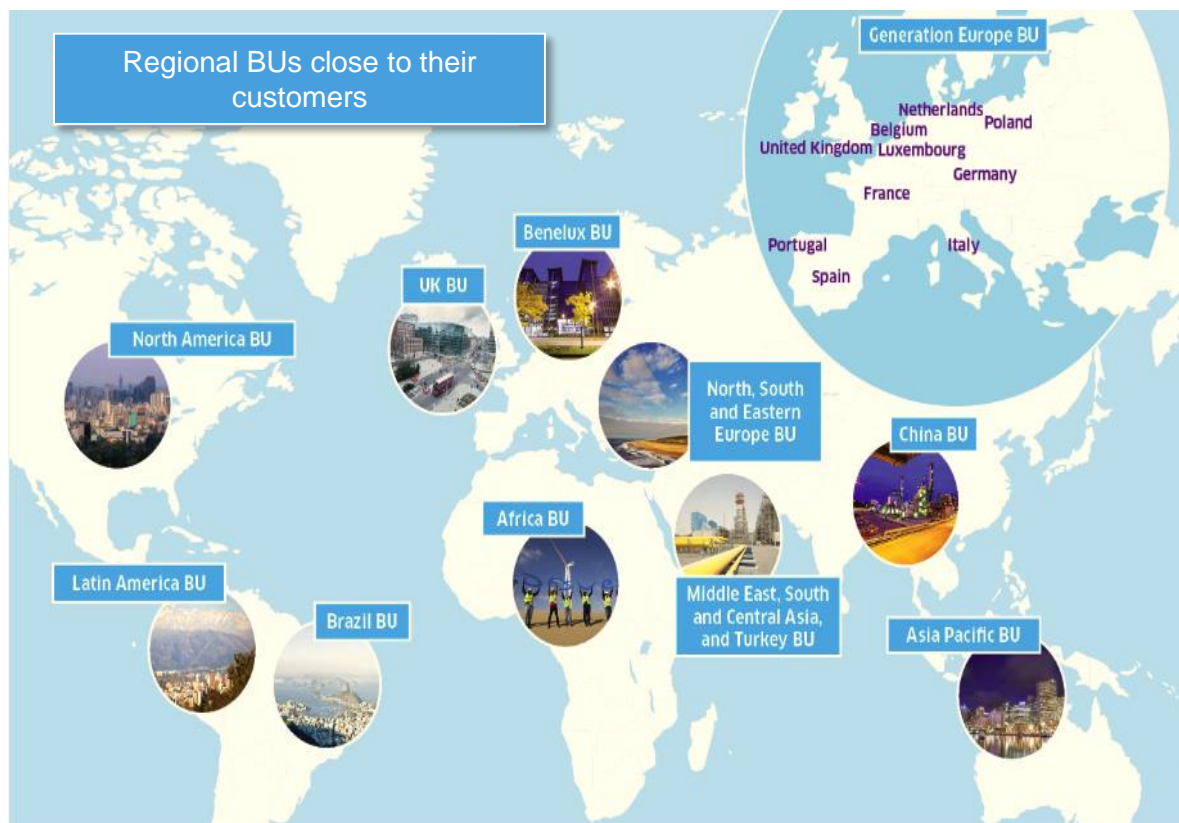 Regional BUs close to their
customers
Generation Europe BU
Netherlands
Poland
Belgium
United Kingdom
Luxembourg
Germany
France
Portugal
Italy
Spain
Benelux BU
UK BU
North America BU
North, South
and Eastern
Europe BU
China BU
Africa BU
Latin America BU
Brazil BU
Middle East, South
and Central Asia,
and Turkey BU
Asia Pacific BU